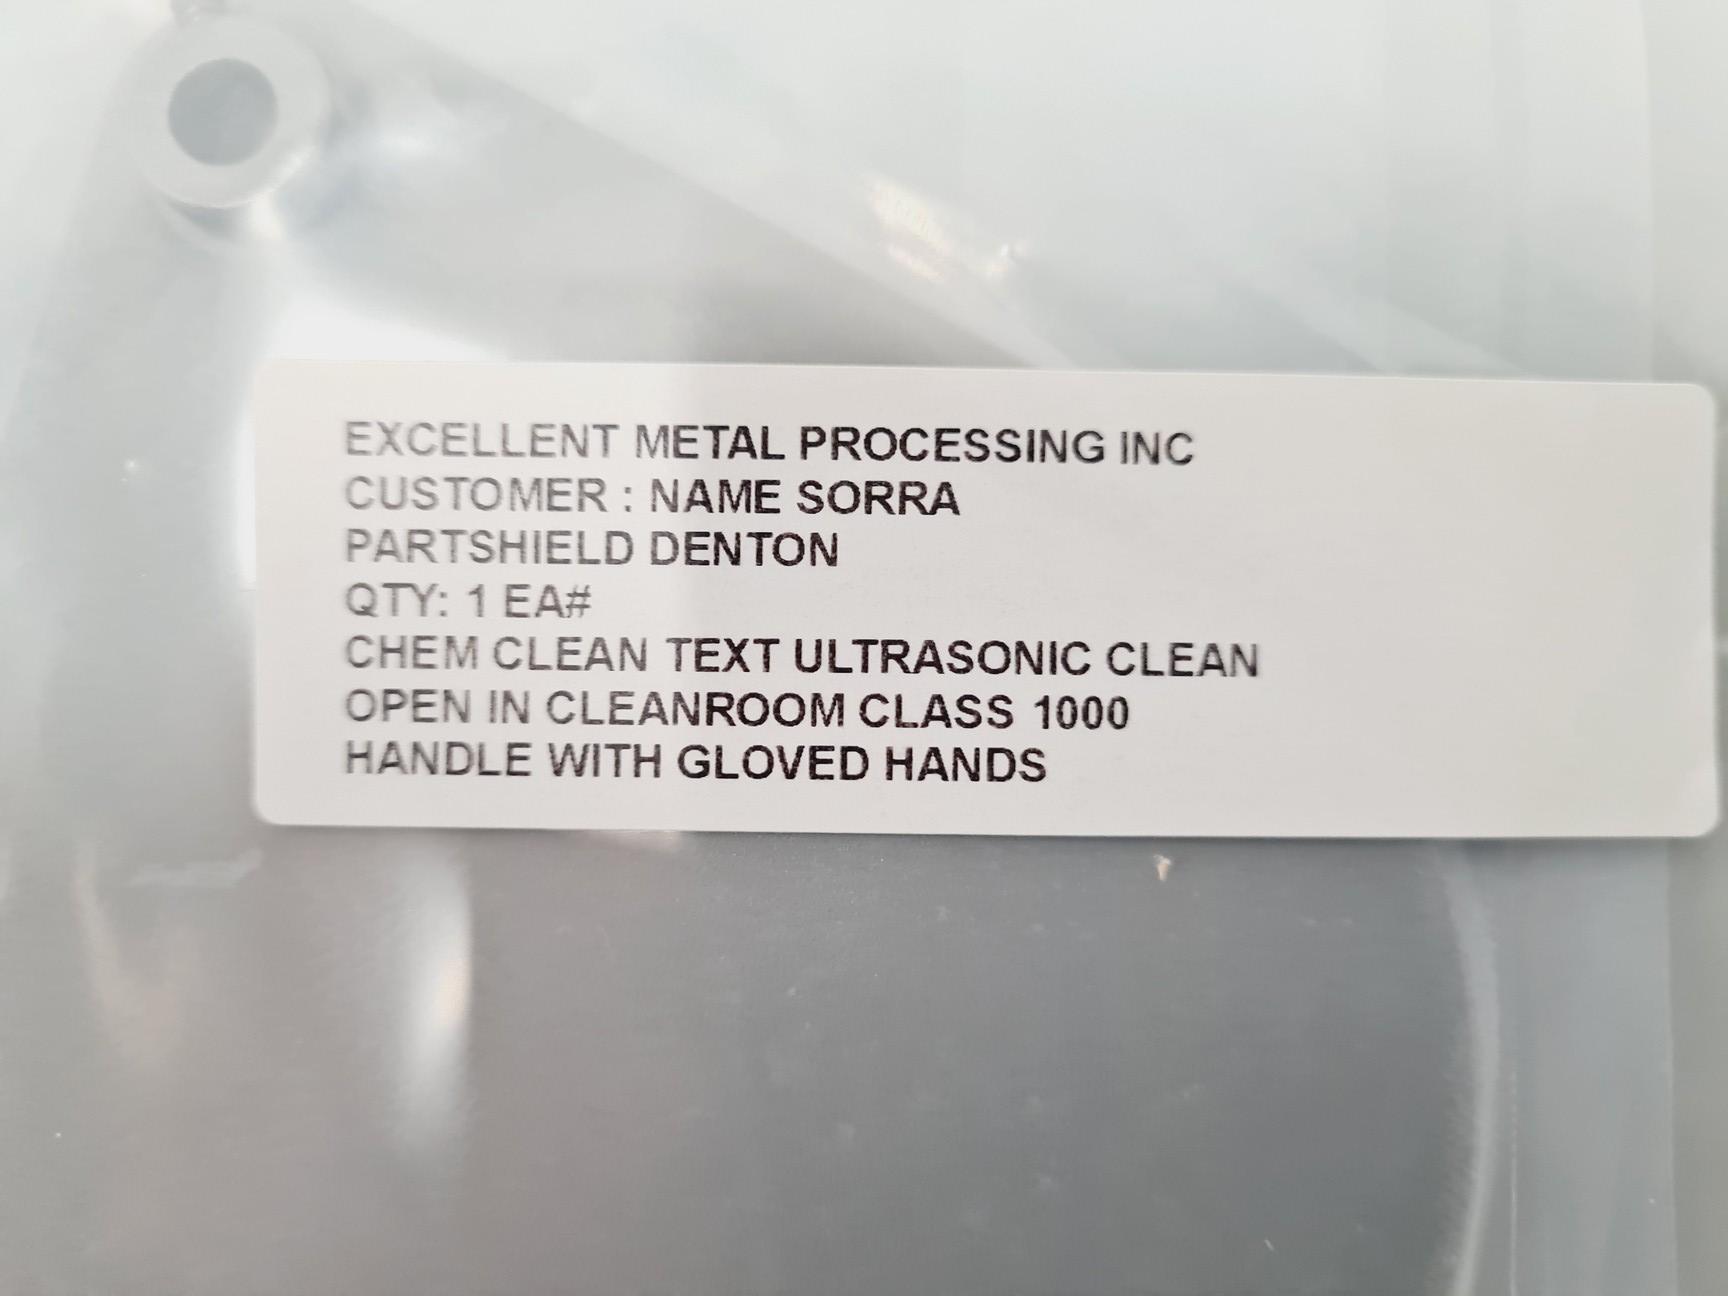 EXCELLENT METAL PROCESSING INC
CUSTOMER : NAME SORRA
PARTSHIELD DENTON
QTY: 1 EA#
CHEM CLEAN TEXT ULTRASONIC CLEAN
OPEN IN CLEANROOM CLASS 1000
HANDLE WITH GLOVED HANDS